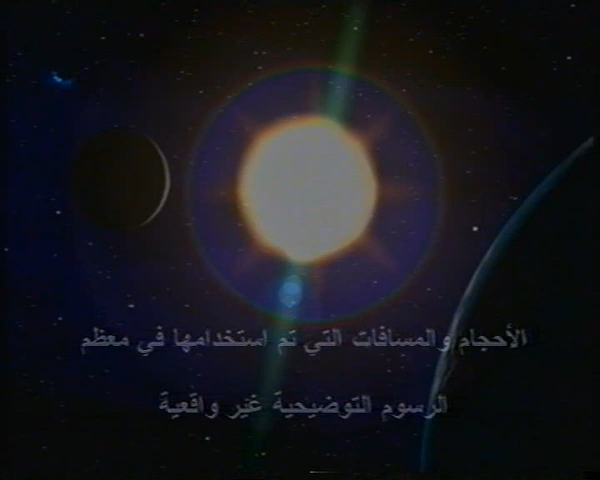 الأحجام والمسافات التي تم استخدامها في معظم
الرسوم التوضيحية غير واقعية